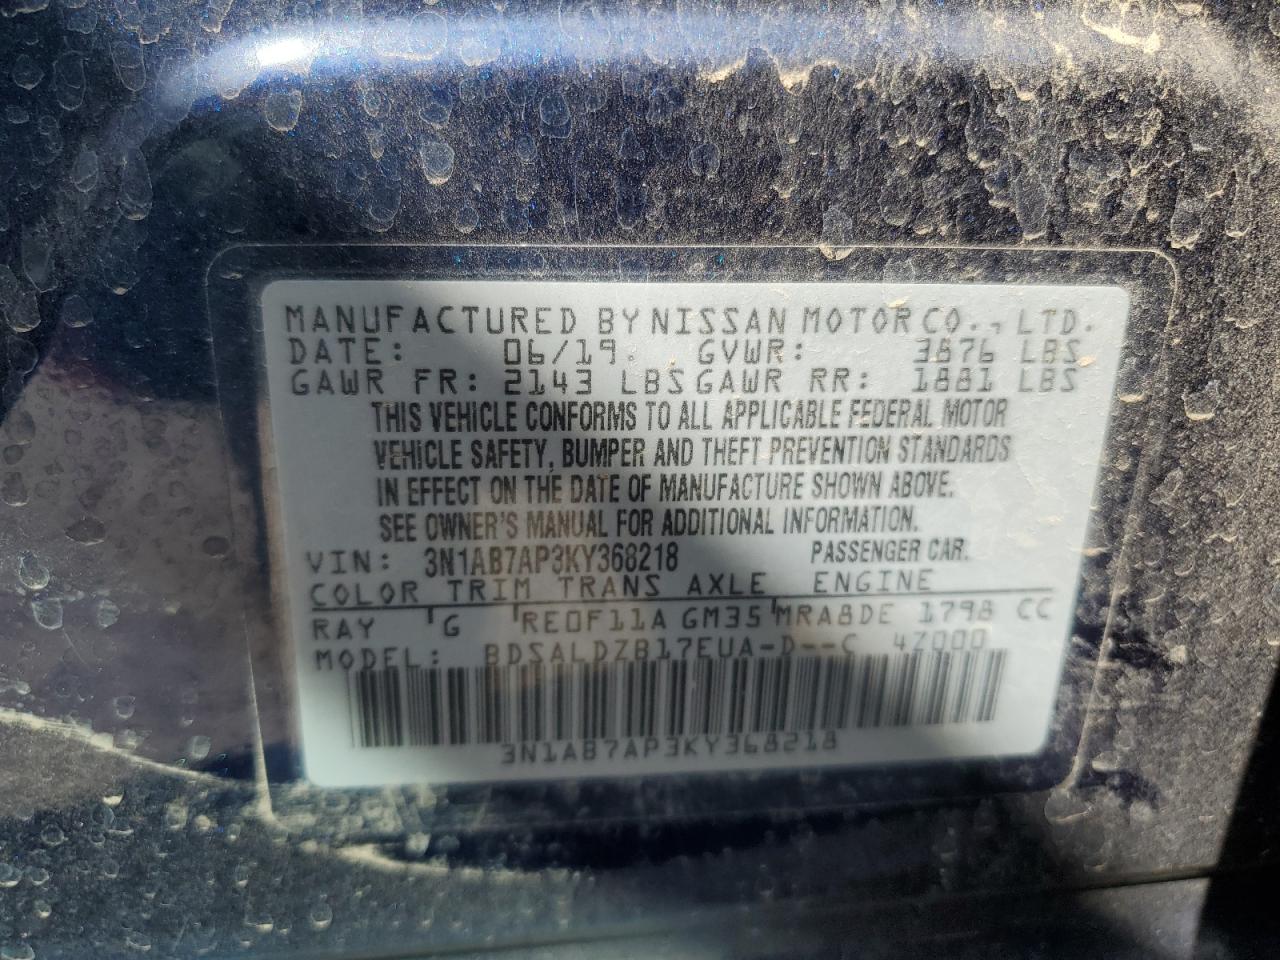 MANUFACTURED BY NISSAN MOTOR CO., LTD.
DATE: 06/19 GVWR: 3876 LBS
GAWR FR: 2143 LBS GAWR RR: 1881 LBS
THIS VEHICLE CONFORMS TO ALL APPLICABLE FEDERAL MOTOR
VEHICLE SAFETY, BUMPER AND THEFT PREVENTION STANDARDS
IN EFFECT ON THE DATE OF MANUFACTURE SHOWN ABOVE.
SEE OWNER'S MANUAL FOR ADDITIONAL INFORMATION.
VIN: 3N1AB7AP3KY368218 PASSENGER CAR.
COLOR TRIM TRANS AXLE ENGINE
RAY G RE0F11A GM35 MRA8DE 1798 CC
MODEL: BDSALDZB17EUA-D--C 4Z000
3N1AB7AP3KY368218